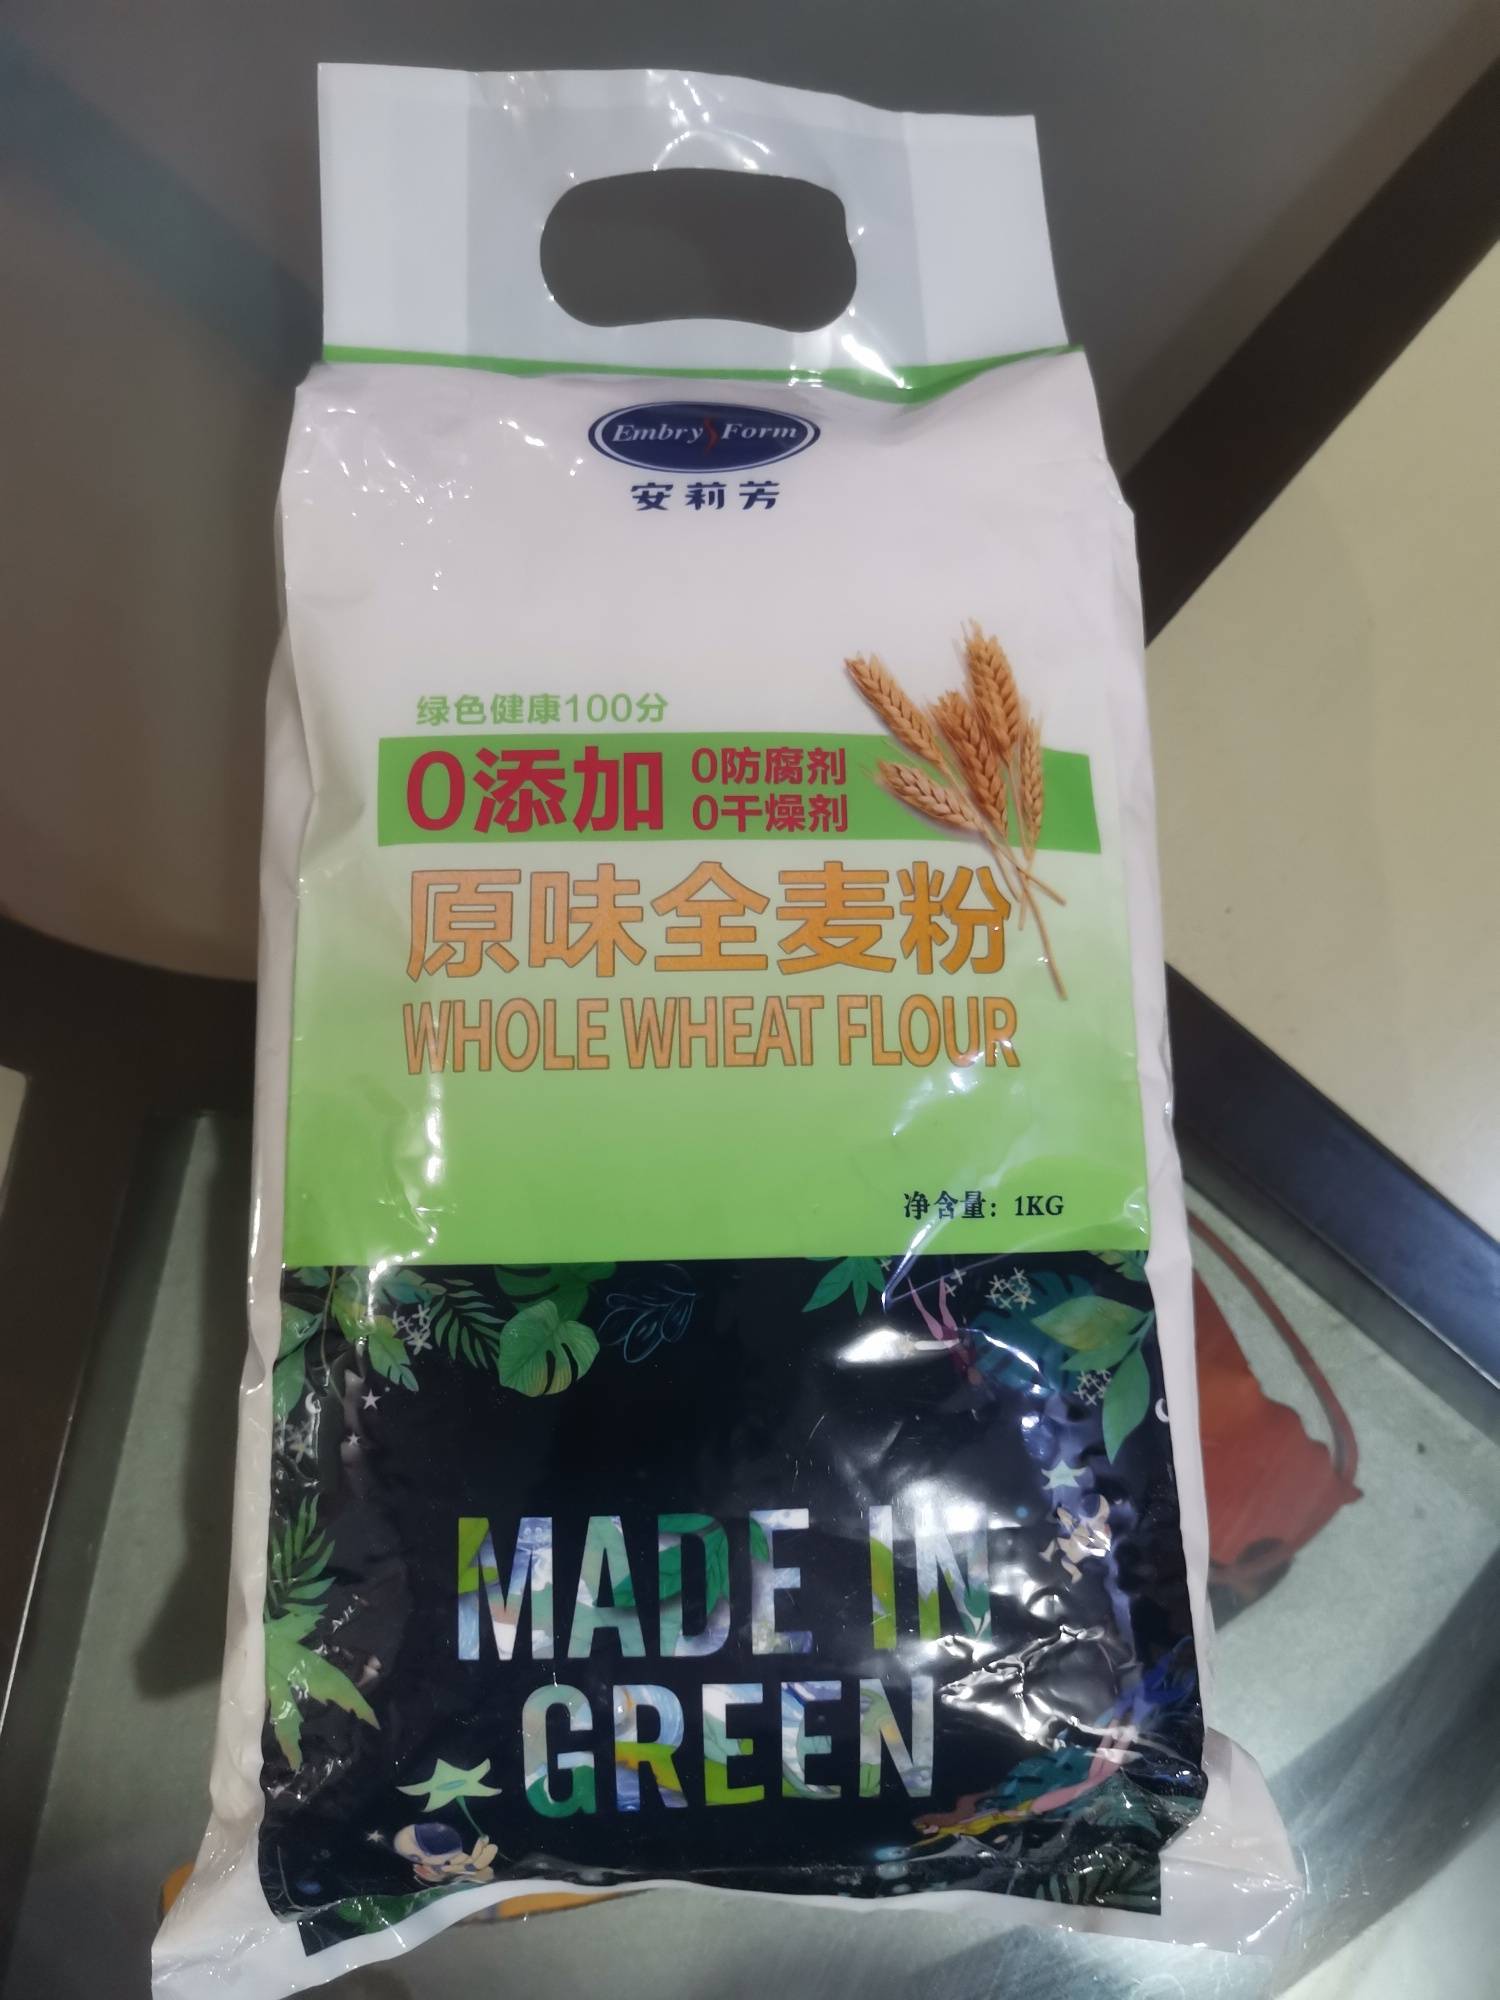 Embry Form
安莉芳
绿色健康100分
0添加
0防腐剂
0干燥剂
原味全麦粉
WHOLE WHEAT FLOUR
净含量：1KG
MADE IN
GREEN